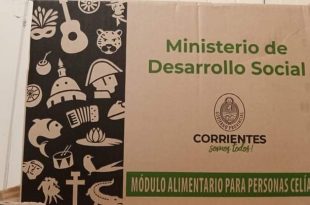 Ministerio de
Desarrollo Social
CORRIENTES
somos todos!
MÓDULO ALIMENTARIO PARA PERSONAS CELÍA